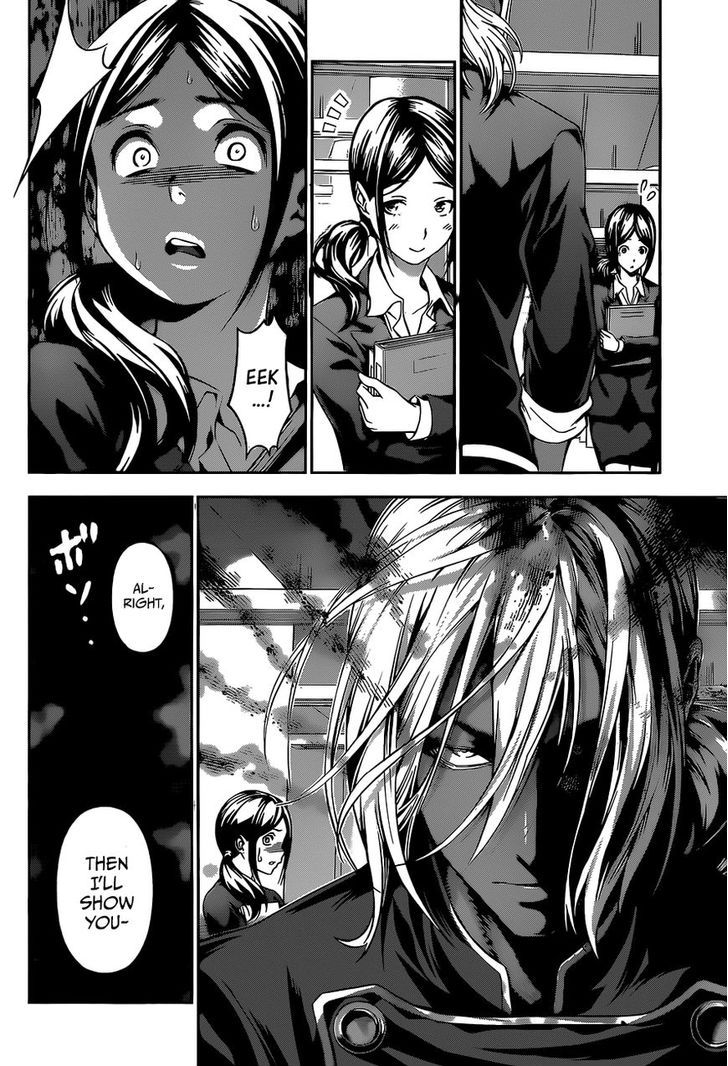 EEK
...!
ボソ..
AL-
RIGHT,
THEN
I'LL
SHOW
YOU-